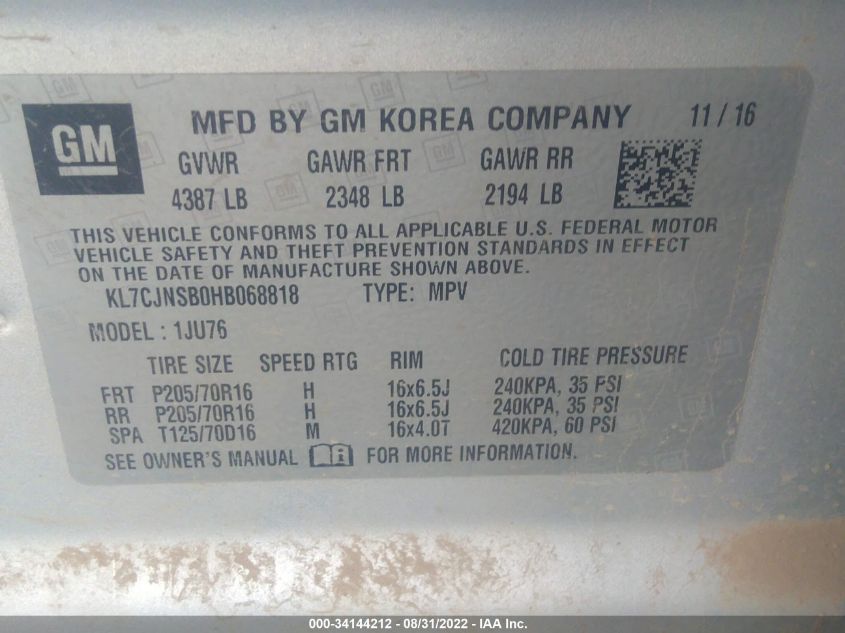 GM
MFD BY GM KOREA COMPANY 11/16
GVWR GAWR FRT GAWR RR
4387 LB 2348 LB 2194 LB
THIS VEHICLE CONFORMS TO ALL APPLICABLE U.S. FEDERAL MOTOR
VEHICLE SAFETY AND THEFT PREVENTION STANDARDS IN EFFECT
ON THE DATE OF MANUFACTURE SHOWN ABOVE.
KL7CJNSB0HB068818 TYPE: MPV
MODEL : 1JU76
TIRE SIZE SPEED RTG RIM COLD TIRE PRESSURE
FRT P205/70R16 H 16x6.5J 240KPA, 35 PSI
RR P205/70R16 H 16x6.5J 240KPA, 35 PSI
SPA T125/70D16 M 16x4.0T 420KPA, 60 PSI
SEE OWNER'S MANUAL i FOR MORE INFORMATION.
000-34144212 - 08/31/2022 - IAA Inc.